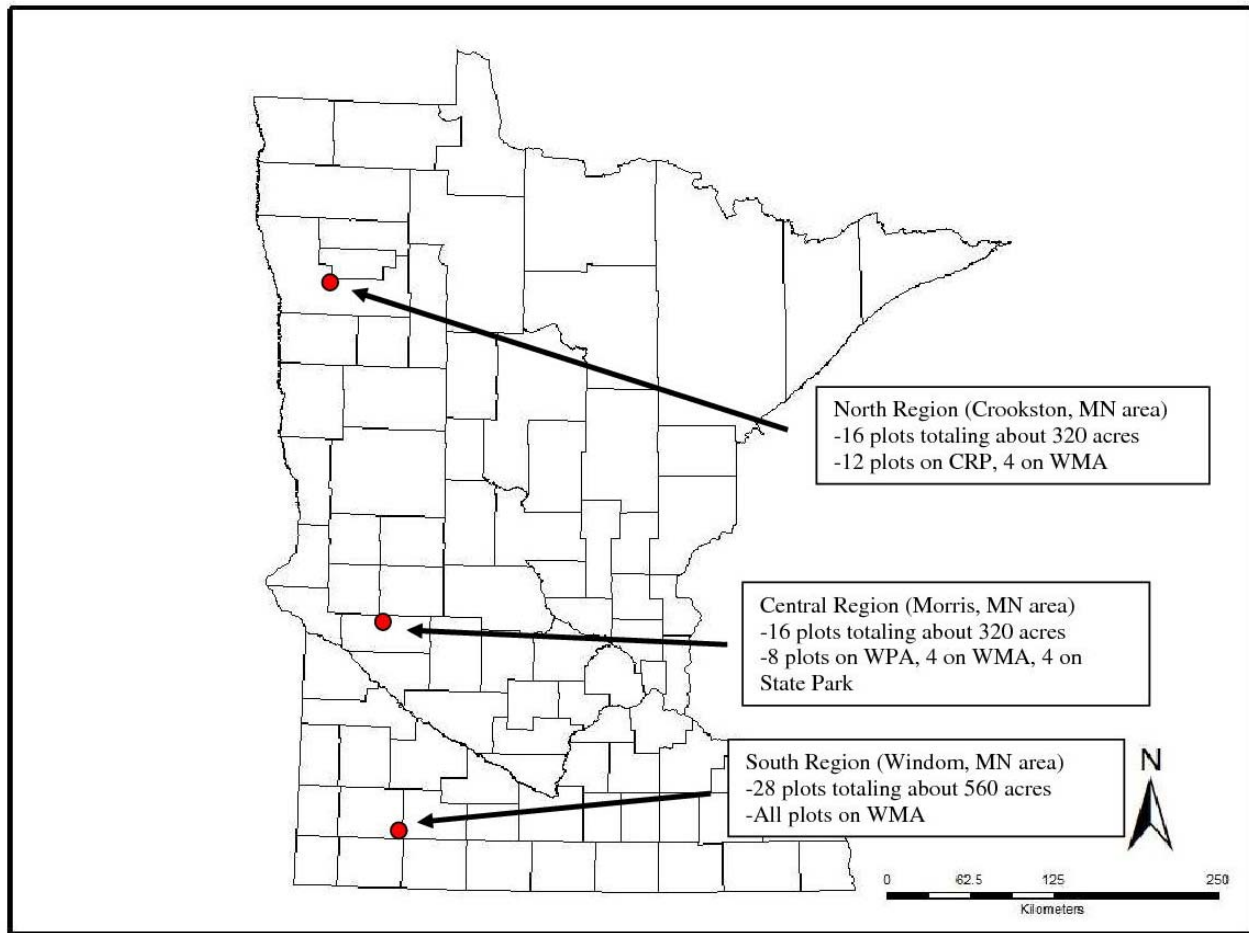 North Region (Crookston, MN area)
-16 plots totaling about 320 acres
-12 plots on CRP, 4 on WMA
Central Region (Morris, MN area)
-16 plots totaling about 320 acres
-8 plots on WPA, 4 on WMA, 4 on
State Park
South Region (Windom, MN area)
-28 plots totaling about 560 acres
-All plots on WMA
N
0 62.5 125 250
Kilometers